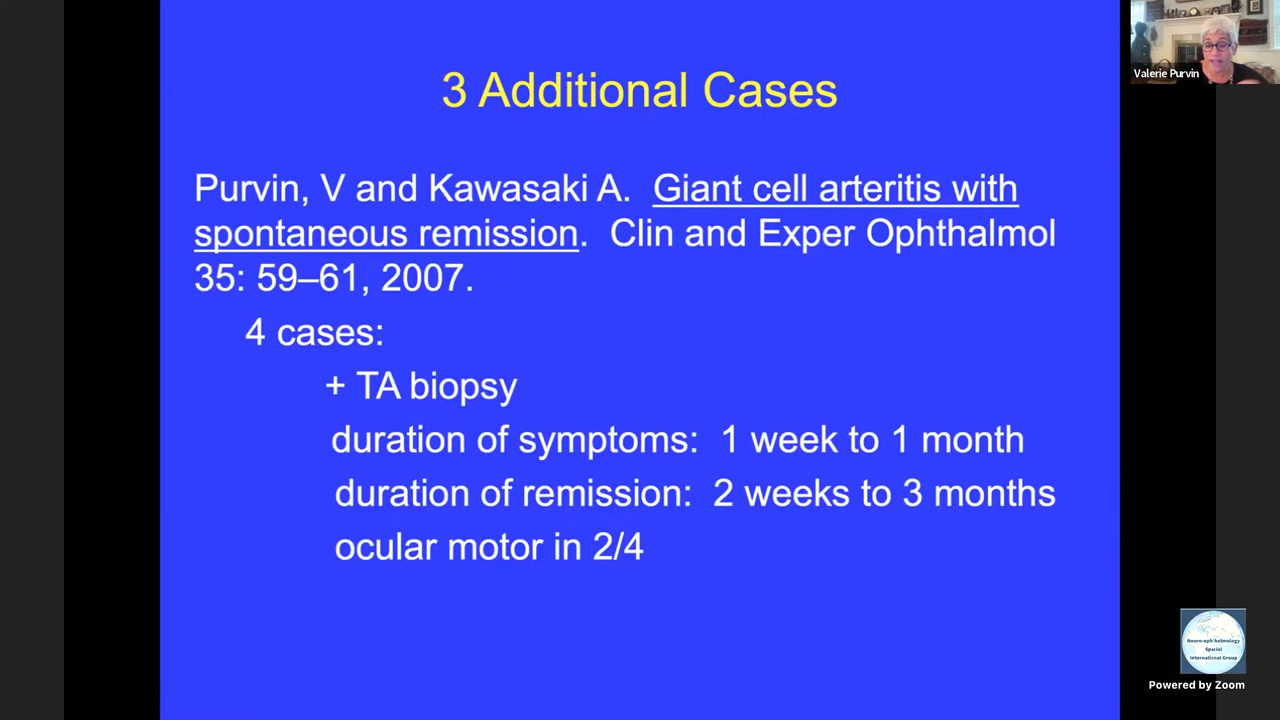 3 Additional Cases
Purvin, V and Kawasaki A. Giant cell arteritis with
spontaneous remission. Clin and Exper Ophthalmol
35: 59–61, 2007.
4 cases:
+ TA biopsy
duration of symptoms: 1 week to 1 month
duration of remission: 2 weeks to 3 months
ocular motor in 2/4
Valerie Purvin
Neuro-ophthalmology
Special
International Group
Powered by Zoom